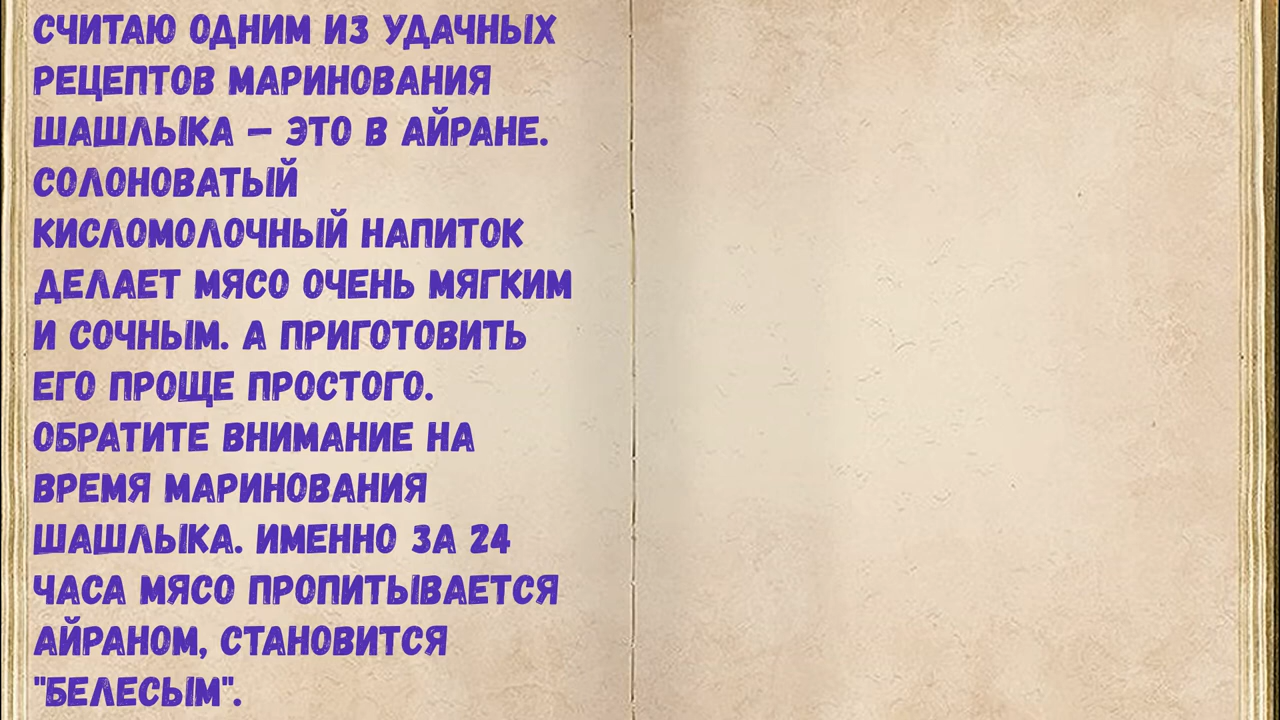 СЧИТАЮ ОДНИМ ИЗ УДАЧНЫХ
РЕЦЕПТОВ МАРИНОВАНИЯ
ШАШЛЫКА – ЭТО В АЙРАНЕ.
СОЛОНОВАТЫЙ
КИСЛОМОЛОЧНЫЙ НАПИТОК
ДЕЛАЕТ МЯСО ОЧЕНЬ МЯГКИМ
И СОЧНЫМ. А ПРИГОТОВИТЬ
ЕГО ПРОЩЕ ПРОСТОГО.
ОБРАТИТЕ ВНИМАНИЕ НА
ВРЕМЯ МАРИНОВАНИЯ
ШАШЛЫКА. ИМЕННО ЗА 24
ЧАСА МЯСО ПРОПИТЫВАЕТСЯ
АЙРАНОМ, СТАНОВИТСЯ
"БЕЛЕСЫМ".